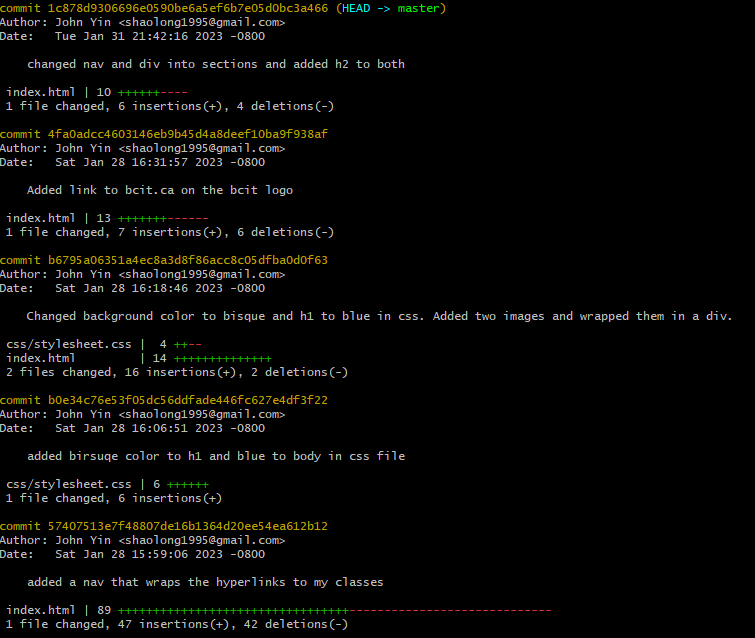 commit 1c878d9306696e0590be6a5ef6b7e05d0bc3a466 (HEAD -> master)
Author: John Yin <shaolong1995@gmail.com>
Date:   Tue Jan 31 21:42:16 2023 -0800
    changed nav and div into sections and added h2 to both
 index.html | 10 ++++++----
 1 file changed, 6 insertions(+), 4 deletions(-)
commit 4fa0adcc4603146eb9b45d4a8deef10ba9f938af
Author: John Yin <shaolong1995@gmail.com>
Date:   Sat Jan 28 16:31:57 2023 -0800
    Added link to bcit.ca on the bcit logo
 index.html | 13 +++++++------
 1 file changed, 7 insertions(+), 6 deletions(-)
commit b6795a06351a4ec8a3d8f86acc8c05dfba0d0f63
Author: John Yin <shaolong1995@gmail.com>
Date:   Sat Jan 28 16:18:46 2023 -0800
    Changed background color to bisque and h1 to blue in css. Added two images and wrapped them in a div.
 css/stylesheet.css |  4 ++--
 index.html         | 14 ++++++++++++++
 2 files changed, 16 insertions(+), 2 deletions(-)
commit b0e34c76e53f05dc56ddfade446fc627e4df3f22
Author: John Yin <shaolong1995@gmail.com>
Date:   Sat Jan 28 16:06:51 2023 -0800
    added birsuqe color to h1 and blue to body in css file
 css/stylesheet.css | 6 ++++++
 1 file changed, 6 insertions(+)
commit 57407513e7f48807de16b1364d20ee54ea612b12
Author: John Yin <shaolong1995@gmail.com>
Date:   Sat Jan 28 15:59:06 2023 -0800
    added a nav that wraps the hyperlinks to my classes
 index.html | 89 +++++++++++++++++++++++++++++++++-----------------------------
 1 file changed, 47 insertions(+), 42 deletions(-)